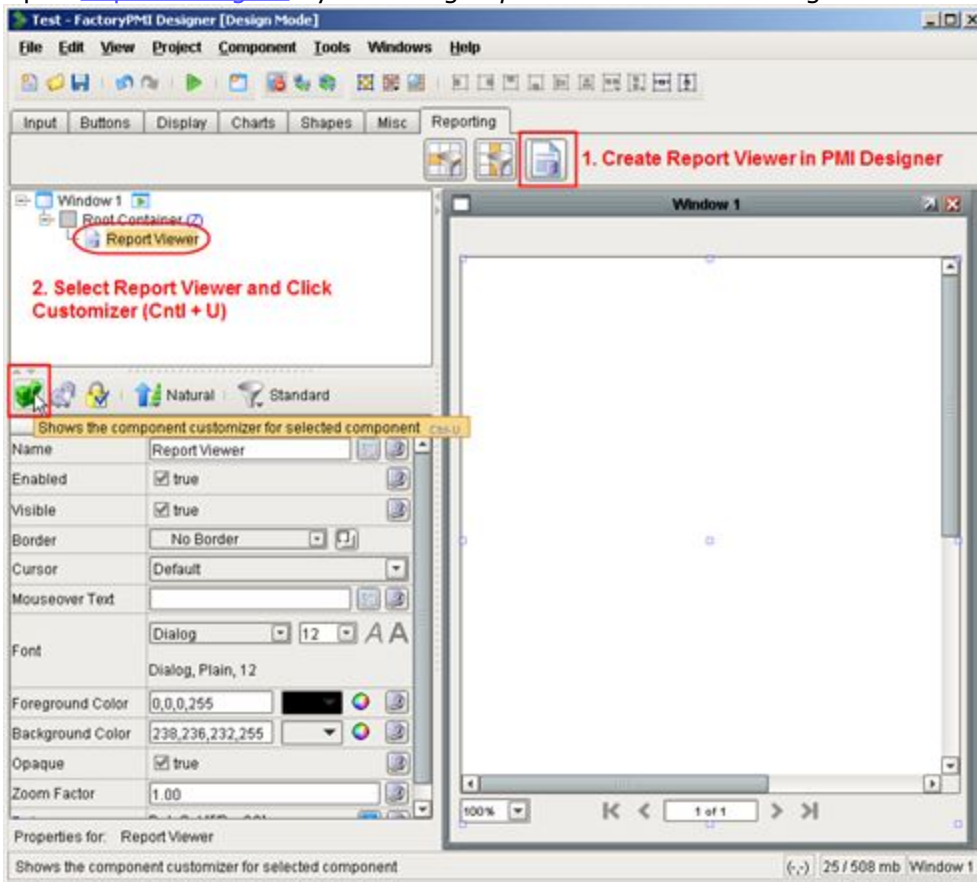 Test - FactoryPMI Designer [Design Mode]
File Edit View Project Component Tools Windows Help
Input Buttons Display Charts Shapes Misc Reporting
1. Create Report Viewer in PMI Designer
Window 1
Root Container (7)
Report Viewer
2. Select Report Viewer and Click
Customizer (Cntl + U)
Natural Standard
Shows the component customizer for selected component Ctrl-U
Name Report Viewer
Enabled true
Visible true
Border No Border
Cursor Default
Mouseover Text
Font Dialog 12 A A
Dialog, Plain, 12
Foreground Color 0,0,0,255
Background Color 238,236,232,255
Opaque true
Zoom Factor 1.00
Properties for: Report Viewer
Window 1
100% 1 of 1
Shows the component customizer for selected component (-,-) 25 / 508 mb Window 1